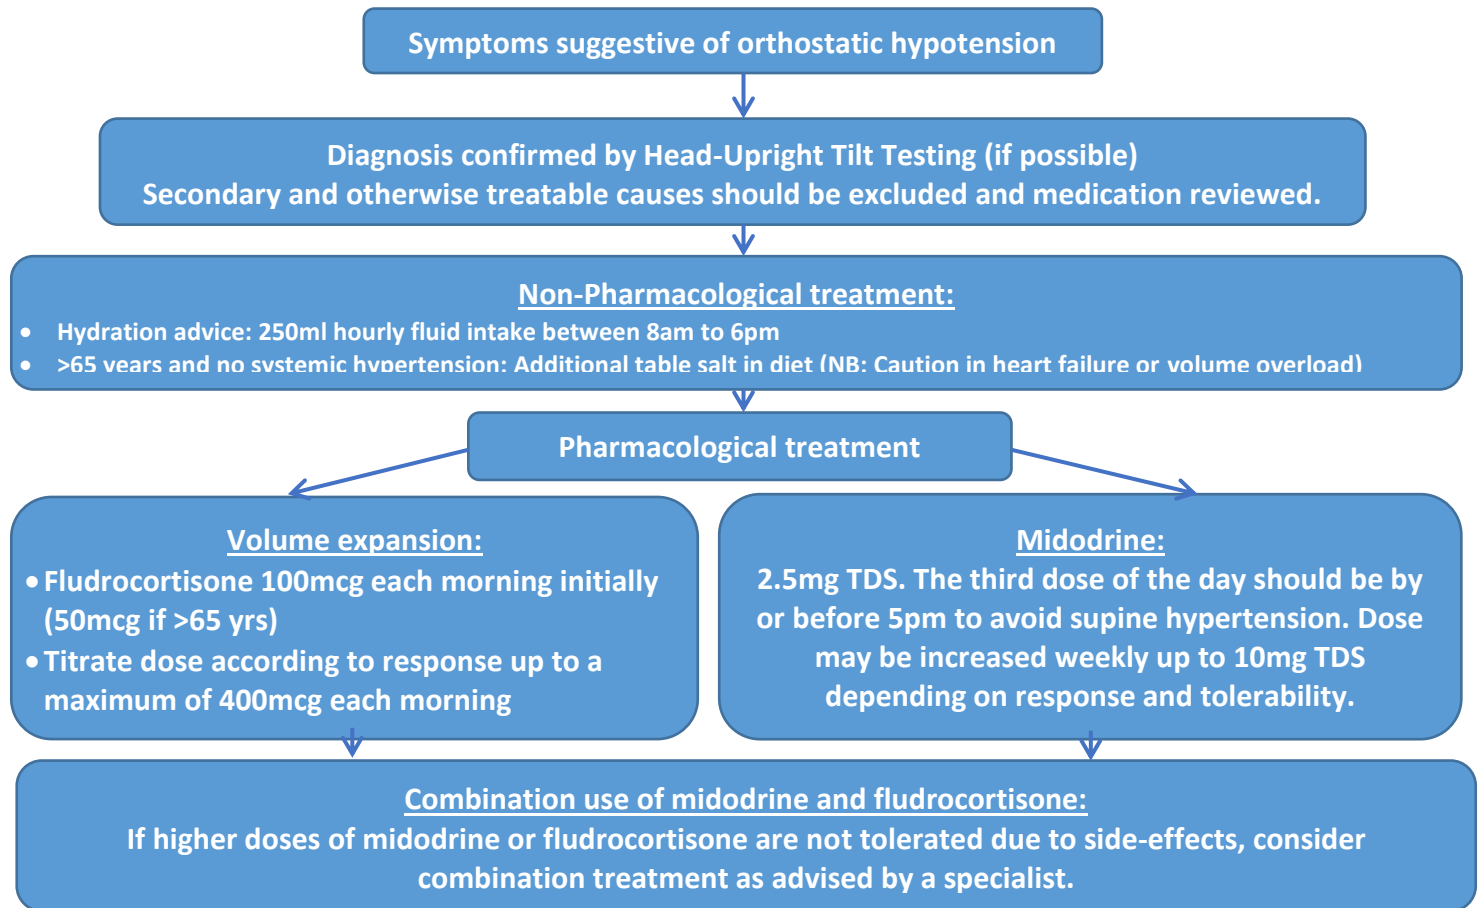 Symptoms suggestive of orthostatic hypotension
Diagnosis confirmed by Head-Upright Tilt Testing (if possible)
Secondary and otherwise treatable causes should be excluded and medication reviewed.
Non-Pharmacological treatment:
• Hydration advice: 250ml hourly fluid intake between 8am to 6pm
• >65 years and no systemic hypertension: Additional table salt in diet (NB: Caution in heart failure or volume overload)
Pharmacological treatment
Volume expansion:
• Fludrocortisone 100mcg each morning initially
(50mcg if >65 yrs)
• Titrate dose according to response up to a
maximum of 400mcg each morning
Midodrine:
2.5mg TDS. The third dose of the day should be by
or before 5pm to avoid supine hypertension. Dose
may be increased weekly up to 10mg TDS
depending on response and tolerability.
Combination use of midodrine and fludrocortisone:
If higher doses of midodrine or fludrocortisone are not tolerated due to side-effects, consider
combination treatment as advised by a specialist.